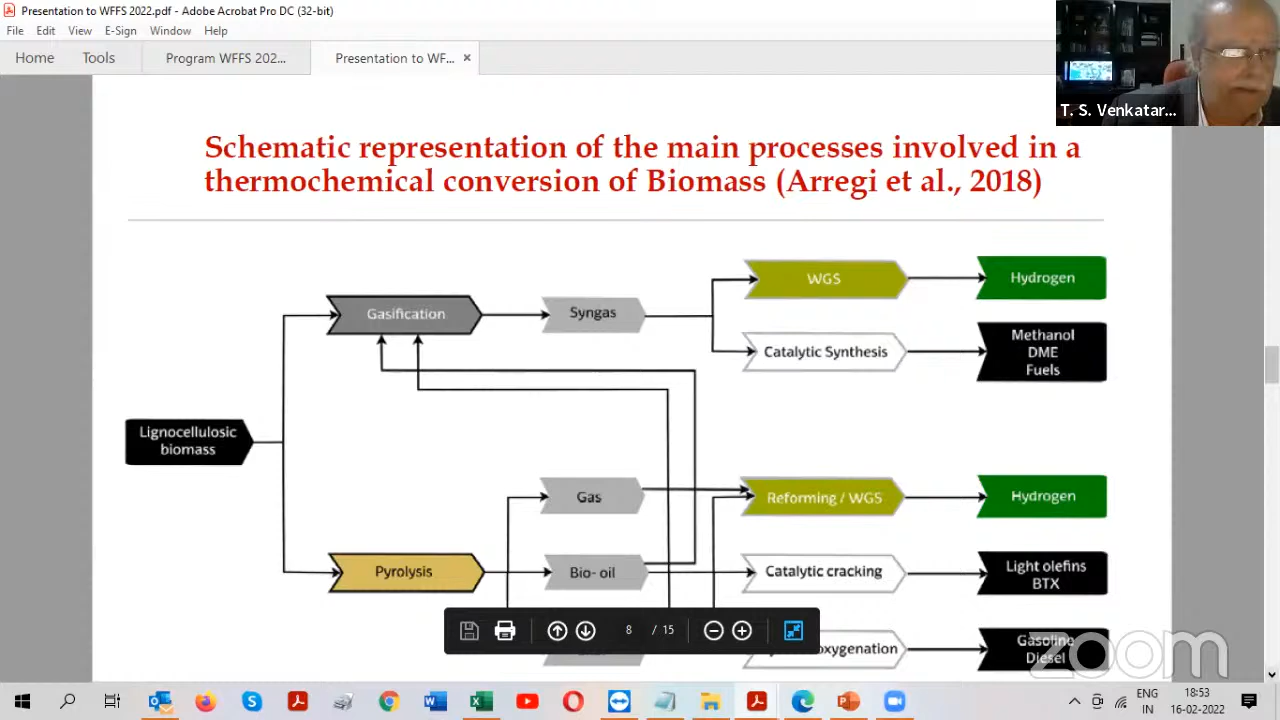 Presentation to WFFS 2022.pdf - Adobe Acrobat Pro DC (32-bit)
File Edit View E-Sign Window Help
Home Tools Program WFFS 202... Presentation to WF... ×
T. S. Venkatar...
Schematic representation of the main processes involved in a
thermochemical conversion of Biomass (Arregi et al., 2018)
WGS
Hydrogen
Gasification
Syngas
Catalytic Synthesis
Methanol
DME
Fuels
Lignocellulosic
biomass
Gas
Reforming / WGS
Hydrogen
Pyrolysis
Bio- oil
Catalytic cracking
Light olefins
BTX
8 / 15
oxygenation
Gasoline
Diesel
zoom
ENG
IN
18:53
16-02-2022